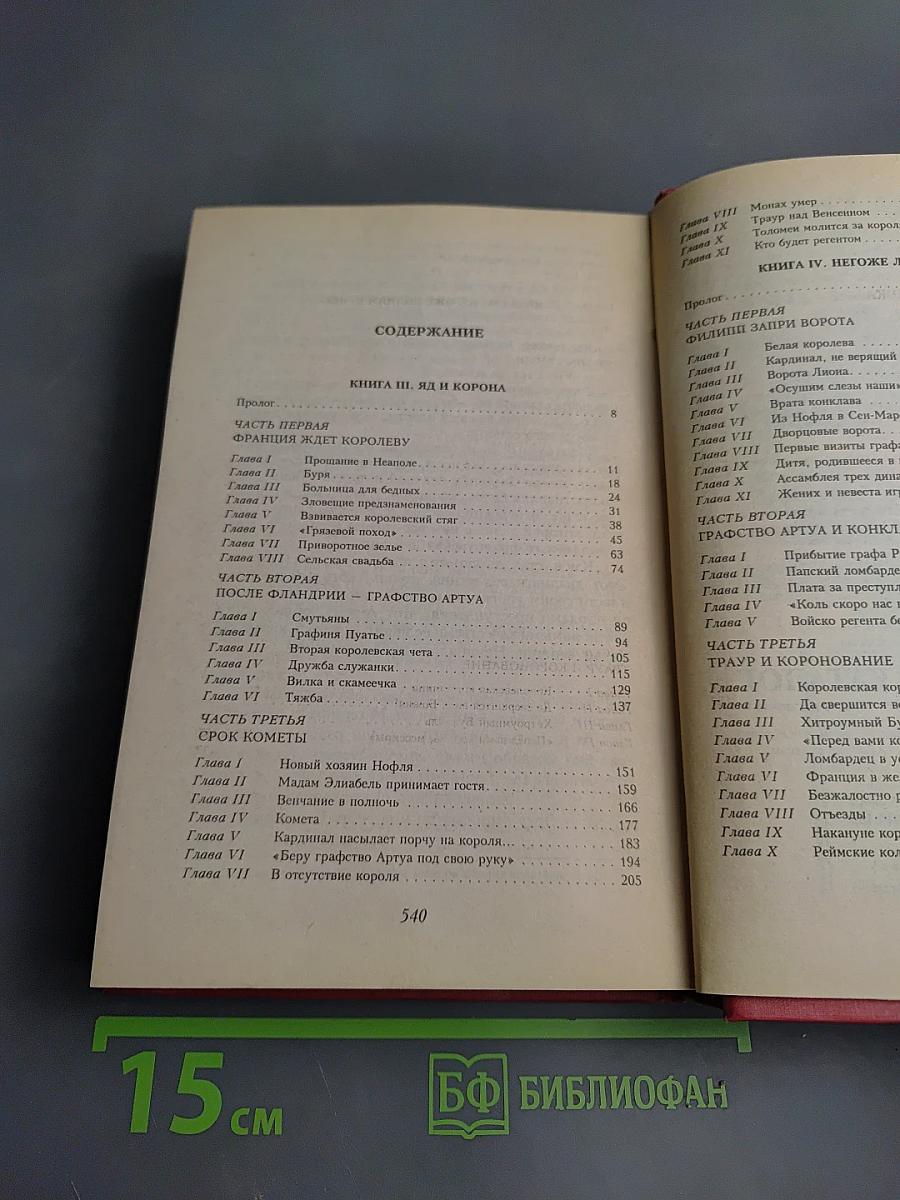 СОДЕРЖАНИЕ
КНИГА III. ЯД И КОРОНА
Пролог. . . . . . . . . . . . . . . . . . . . . . . . 8
ЧАСТЬ ПЕРВАЯ
ФРАНЦИЯ ЖДЕТ КОРОЛЕВУ
Глава I Прощание в Неаполе. . . . . . . . . . 11
Глава II Буря . . . . . . . . . . 18
Глава III Больница для бедных . . . . . . . . . . 24
Глава IV Зловещие предзнаменования . . . . . . . . . . 31
Глава V Взвивается королевский стяг . . . . . . . . . . 38
Глава VI «Грязевой поход» . . . . . . . . . . 45
Глава VII Приворотное зелье . . . . . . . . . . 63
Глава VIII Сельская свадьба . . . . . . . . . . 74
ЧАСТЬ ВТОРАЯ
ПОСЛЕ ФЛАНДРИИ — ГРАФСТВО АРТУА
Глава I Смутьяны . . . . . . . . . . 89
Глава II Графиня Пуатье . . . . . . . . . . 94
Глава III Вторая королевская чета . . . . . . . . . . 105
Глава IV Дружба служанки. . . . . . . . . . 115
Глава V Вилка и скамеечка . . . . . . . . . . 129
Глава VI Тяжба . . . . . . . . . . 137
ЧАСТЬ ТРЕТЬЯ
СРОК КОМЕТЫ
Глава I Новый хозяин Нофля . . . . . . . . . . 151
Глава II Мадам Элиабель принимает гостя. . . . . . . . . . 159
Глава III Венчание в полночь . . . . . . . . . . 166
Глава IV Комета . . . . . . . . . . 177
Глава V Кардинал насылает порчу на короля... . . . . . . . . . . 183
Глава VI «Беру графство Артуа под свою руку» . . . . . . . . . . 194
Глава VII В отсутствие короля . . . . . . . . . . 205
540
Глава VIII Монах умер . . . . . . . . . .
Глава IX Траур над Венсенном . . .
Глава X Толомеи молится за корол
Глава XI Кто будет регентом . . . . .
КНИГА IV. НЕГОЖЕ Л
Пролог. . . . . . . . . .
ЧАСТЬ ПЕРВАЯ
ФИЛИПП ЗАПРИ ВОРОТА
Глава I Белая королева . . . . .
Глава II Кардинал, не верящий
Глава III Ворота Лиона. . . . . .
Глава IV «Осушим слезы наши»
Глава V Врата конклава . . . .
Глава VI Из Нофля в Сен-Мар
Глава VII Дворцовые ворота. .
Глава VIII Первые визиты граф
Глава IX Дитя, родившееся в
Глава X Ассамблея трех дина
Глава XI Жених и невеста иг
ЧАСТЬ ВТОРАЯ
ГРАФСТВО АРТУА И КОНКЛ
Глава I Прибытие графа Р
Глава II Папский ломбарде
Глава III Плата за преступл
Глава IV «Коль скоро нас
Глава V Войско регента бе
ЧАСТЬ ТРЕТЬЯ
ТРАУР И КОРОНОВАНИЕ
Глава I Королевская кор
Глава II Да свершится во
Глава III Хитроумный Бу
Глава IV «Перед вами ко
Глава V Ломбардец в ус
Глава VI Франция в же
Глава VII Безжалостно р
Глава VIII Отъезды . . .
Глава IX Накануне кор
Глава X Реймские кол
15 см
БФ БИБЛИОФАН